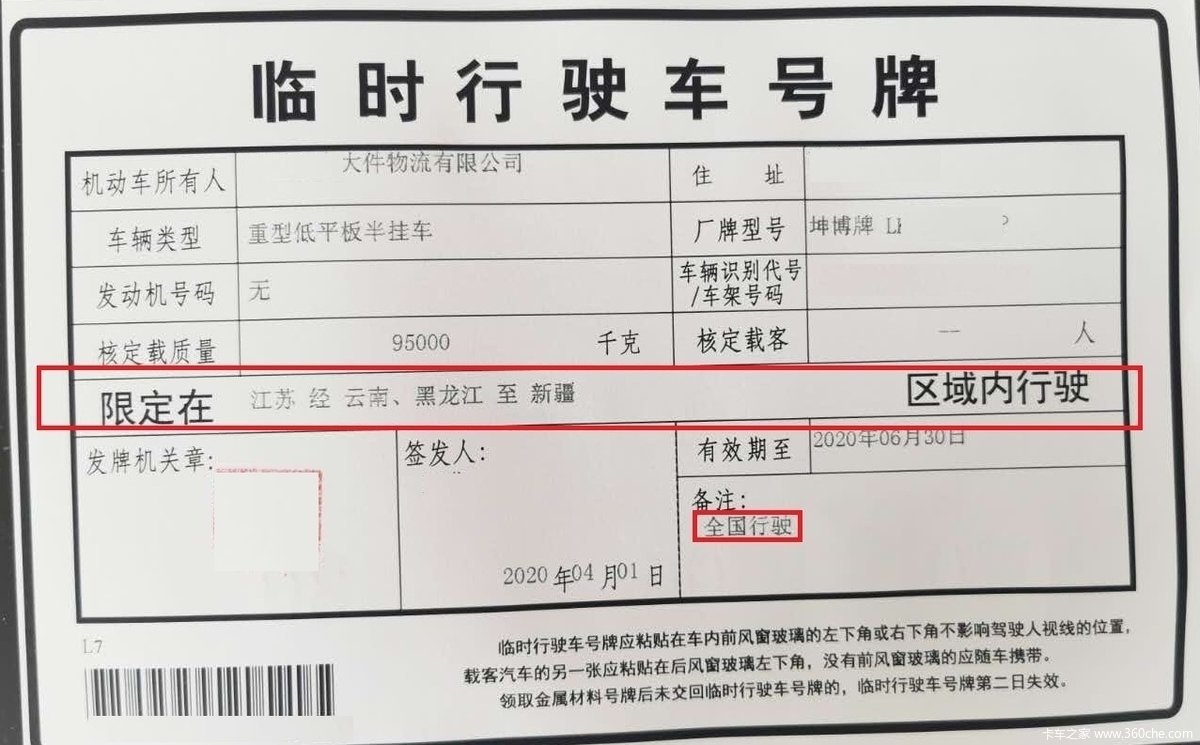 临时行驶车号牌
机动车所有人 大件物流有限公司 住 址
车辆类型 重型低平板半挂车 厂牌型号 坤博牌
发动机号码 无 车辆识别代号/车架号码
核定载质量 95000 千克 核定载客 一 人
限定在 江苏 经 云南、黑龙江 至 新疆 区域内行驶
发牌机关章: 签发人: 有效期至 2020年06月30日
备注:
全国行驶
2020年04月01日
L7
临时行驶车号牌应粘贴在车内前风窗玻璃的左下角或右下角不影响驾驶人视线的位置,
载客汽车的另一张应粘贴在后风窗玻璃左下角,没有前风窗玻璃的应随车携带。
领取金属材料号牌后未交回临时行驶车号牌的,临时行驶车号牌第二日失效。
卡车之家 www.360che.com